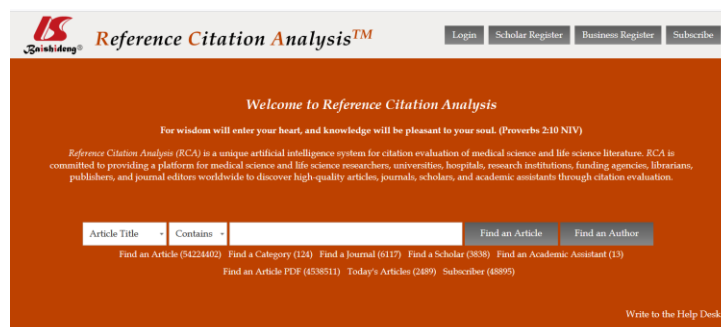 Baishideng®
Reference Citation Analysis™
Login Scholar Register Business Register Subscribe
Welcome to Reference Citation Analysis
For wisdom will enter your heart, and knowledge will be pleasant to your soul. (Proverbs 2:10 NIV)
Reference Citation Analysis (RCA) is a unique artificial intelligence system for citation evaluation of medical science and life science literature. RCA is
committed to providing a platform for medical science and life science researchers, universities, hospitals, research institutions, funding agencies, librarians,
publishers, and journal editors worldwide to discover high-quality articles, journals, scholars, and academic assistants through citation evaluation.
Article Title Contains Find an Article Find an Author
Find an Article (54224402) Find a Category (124) Find a Journal (6117) Find a Scholar (3838) Find an Academic Assistant (13)
Find an Article PDF (4538511) Today's Articles (2489) Subscriber (48895)
Write to the Help Desk